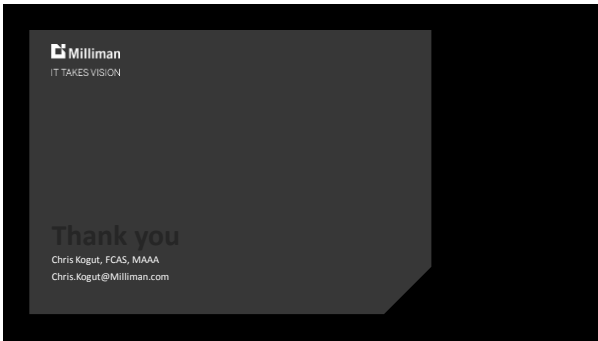 Milliman
IT TAKES VISION
Thank you
Chris Kogut, FCAS, MAAA
Chris.Kogut@Milliman.com